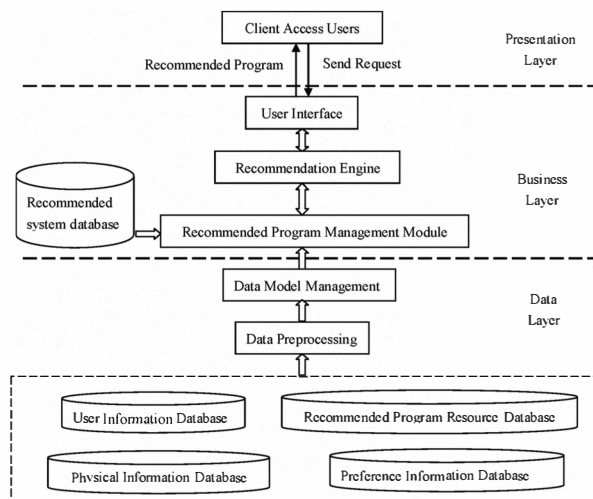 Client Access Users
Presentation
Layer
Recommended Program
Send Request
User Interface
Recommendation Engine
Business
Layer
Recommended
system database
Recommended Program Management Module
Data Model Management
Data
Layer
Data Preprocessing
User Information Database
Recommended Program Resource Database
Physical Information Database
Preference Information Database